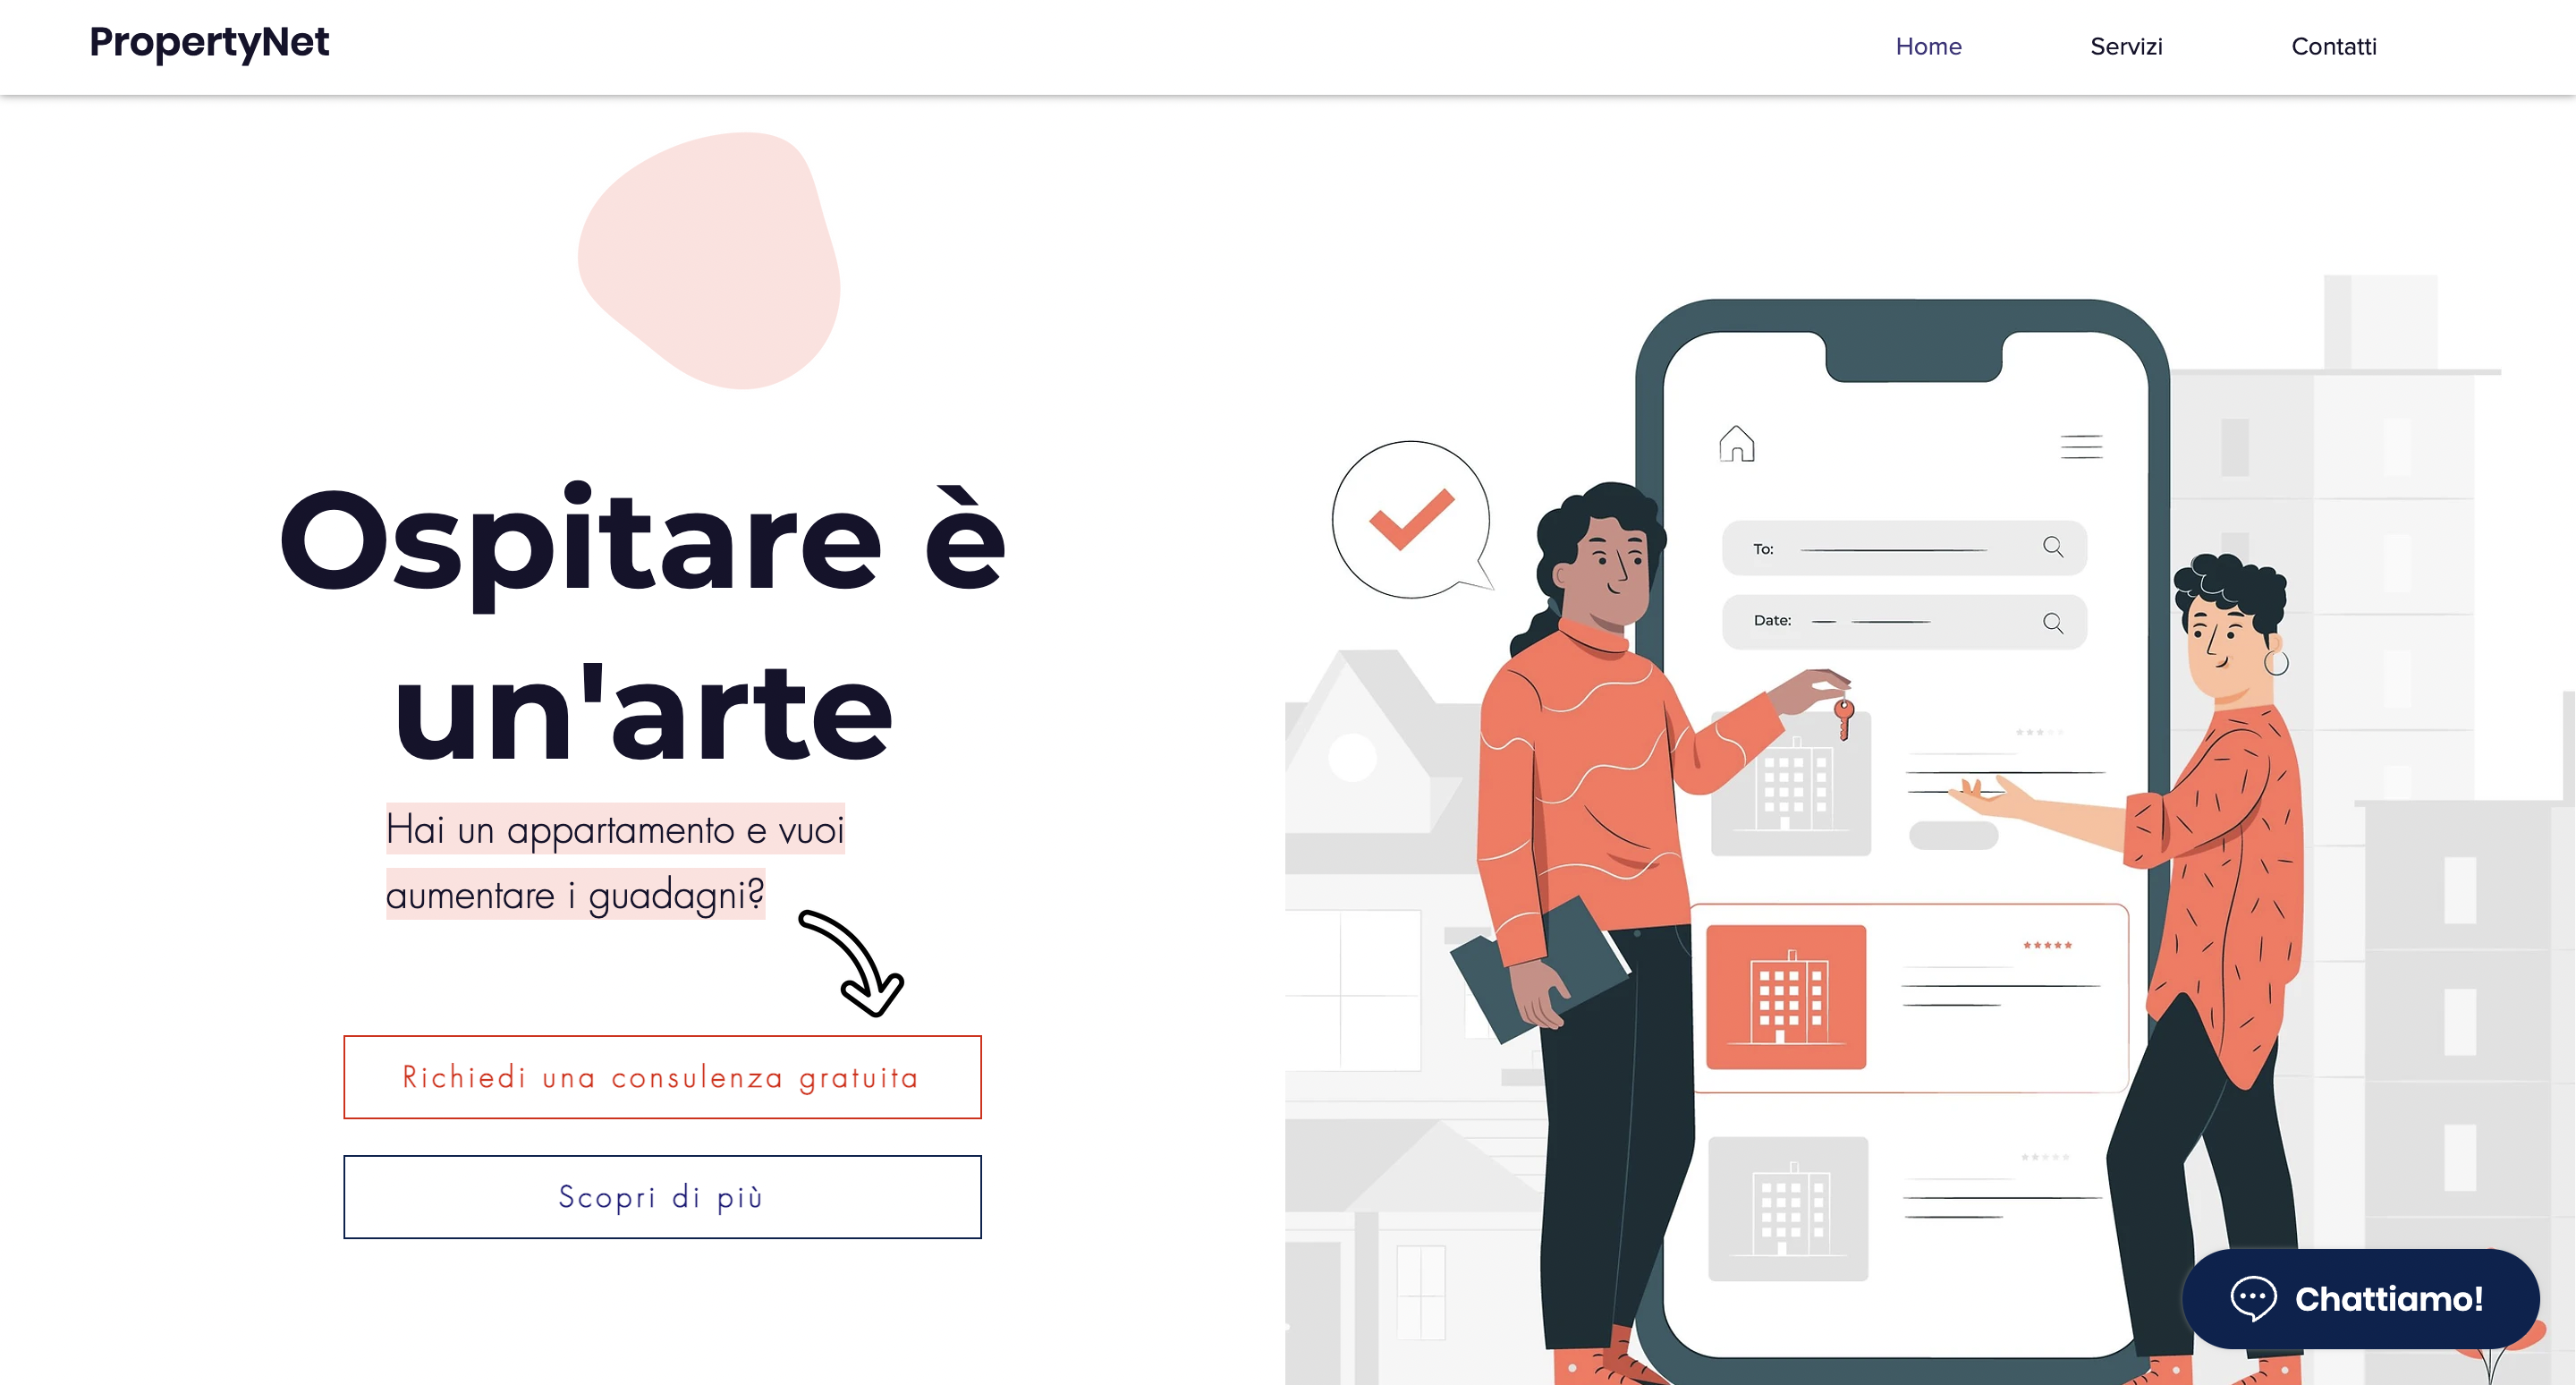 PropertyNet
Home
Servizi
Contatti
Ospitare è
un'arte
Hai un appartamento e vuoi
aumentare i guadagni?
Richiedi una consulenza gratuita
Scopri di più
To:
Date:
Chattiamo!